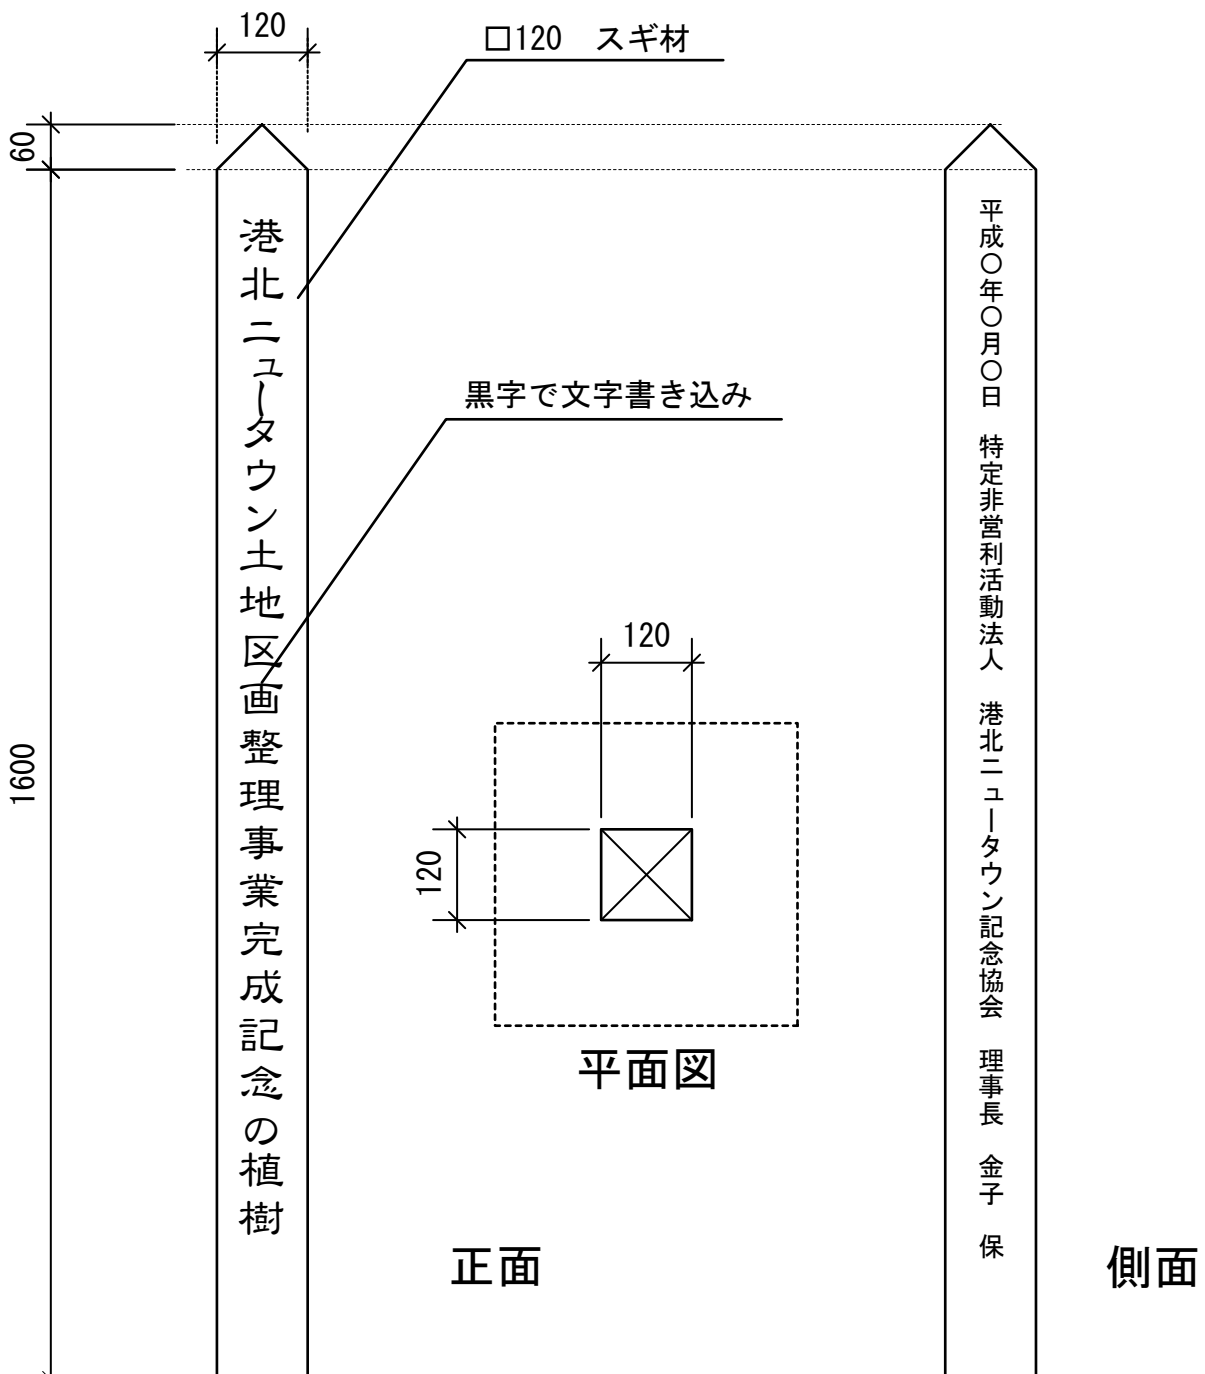 120
□120　スギ材
60
港北ニュータウン土地区画整理事業完成記念の植樹
平成○年○月○日　特定非営利活動法人　港北ニュータウン記念協会　理事長　金子　保
黒字で文字書き込み
120
1600
120
平面図
正面
側面